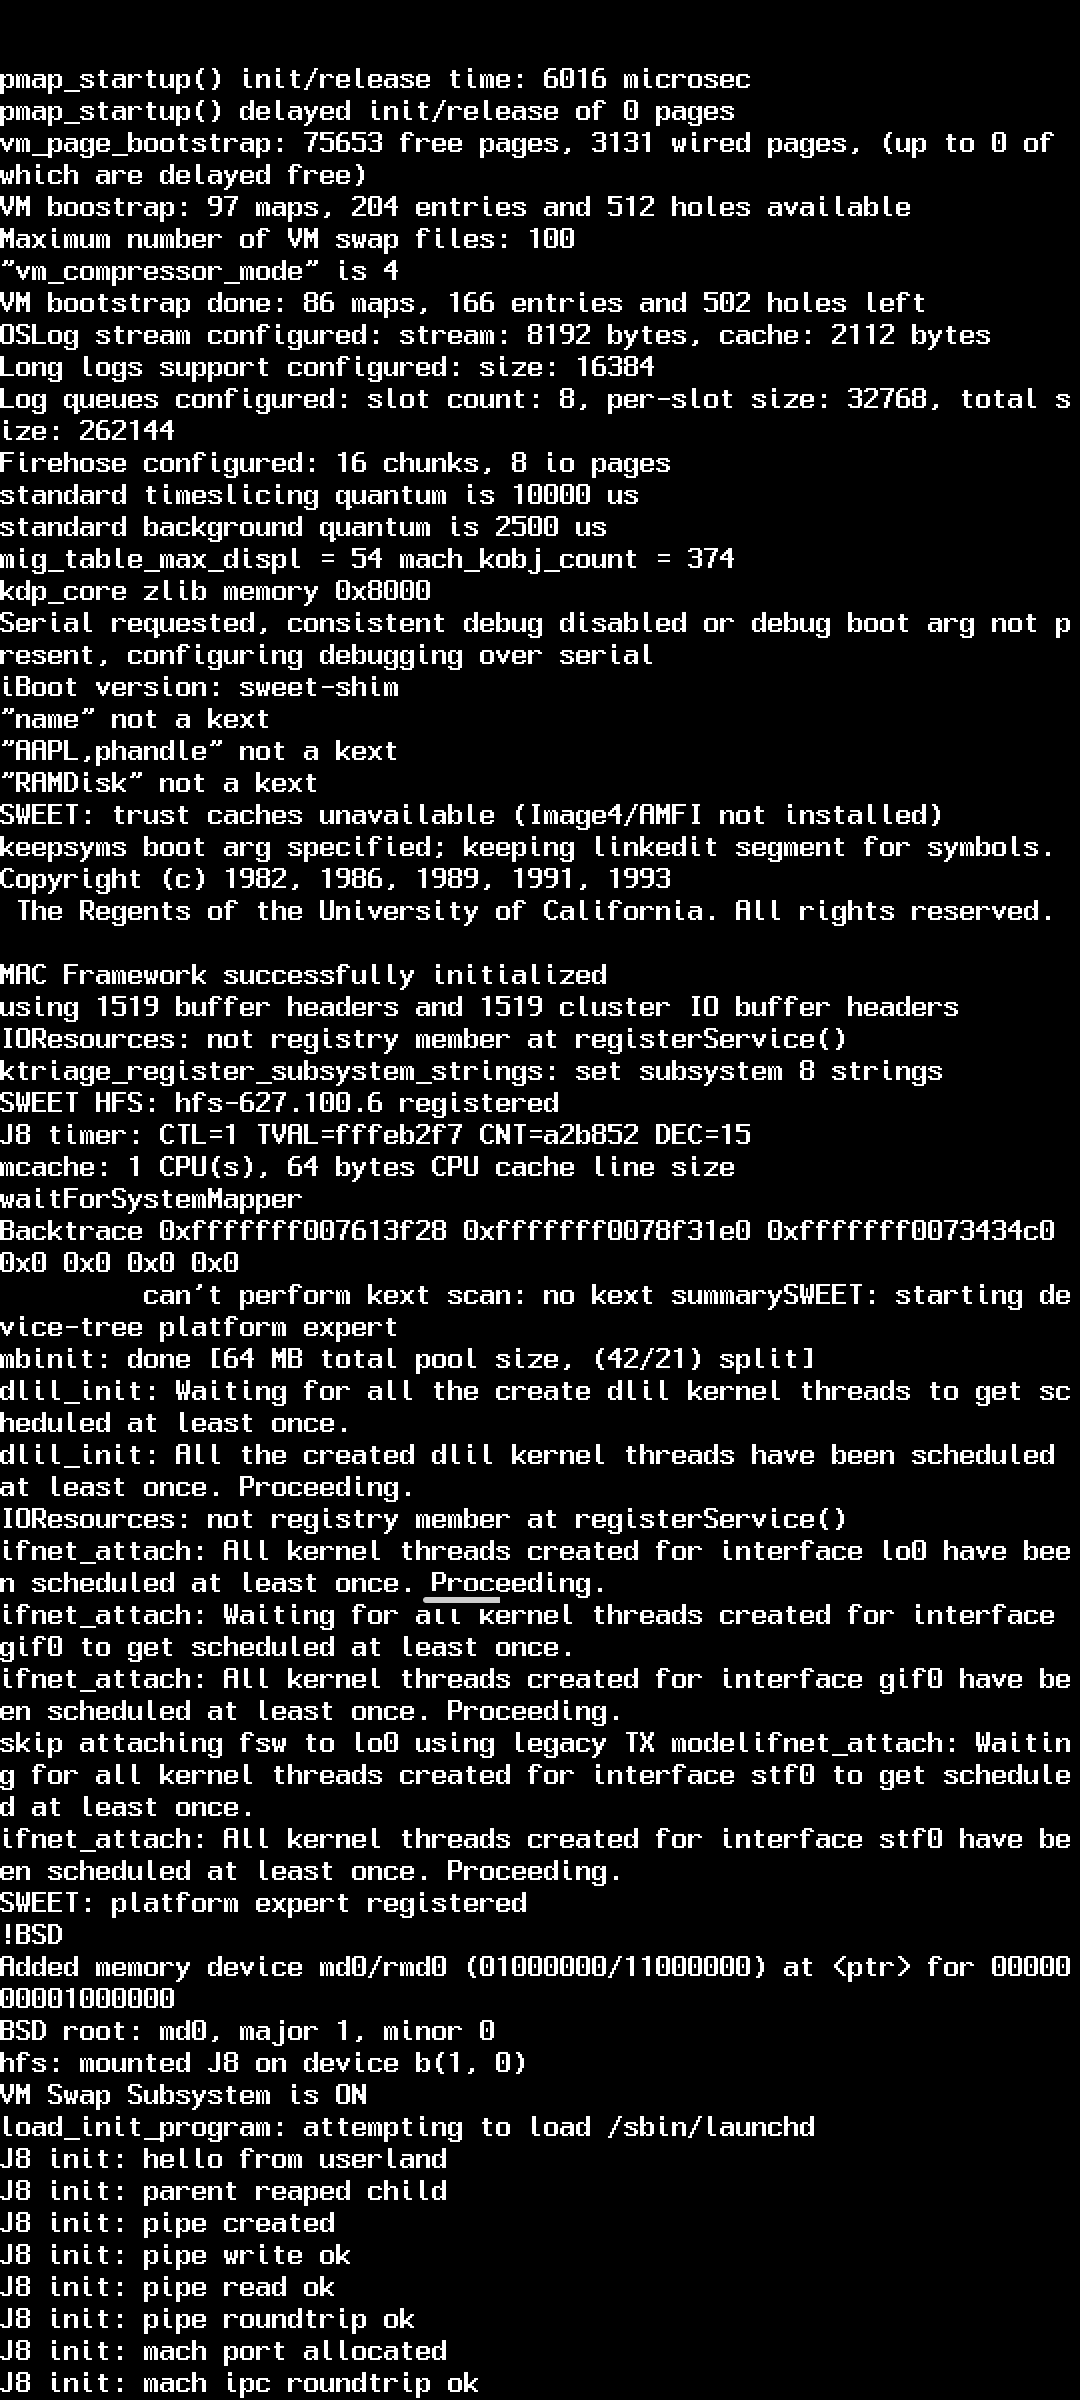 pmap_startup() init/release time: 6016 microsec
pmap_startup() delayed init/release of 0 pages
vm_page_bootstrap: 75653 free pages, 3131 wired pages, (up to 0 of
which are delayed free)
VM boostrap: 97 maps, 204 entries and 512 holes available
Maximum number of VM swap files: 100
"vm_compressor_mode" is 4
VM bootstrap done: 86 maps, 166 entries and 502 holes left
OSLog stream configured: stream: 8192 bytes, cache: 2112 bytes
Long logs support configured: size: 16384
Log queues configured: slot count: 8, per-slot size: 32768, total s
ize: 262144
Firehose configured: 16 chunks, 8 io pages
standard timeslicing quantum is 10000 us
standard background quantum is 2500 us
mig_table_max_displ = 54 mach_kobj_count = 374
kdp_core zlib memory 0x8000
Serial requested, consistent debug disabled or debug boot arg not p
resent, configuring debugging over serial
iBoot version: sweet-shim
"name" not a kext
"AAPL,phandle" not a kext
"RAMDisk" not a kext
SWEET: trust caches unavailable (Image4/AMFI not installed)
keepsyms boot arg specified; keeping linkedit segment for symbols.
Copyright (c) 1982, 1986, 1989, 1991, 1993
The Regents of the University of California. All rights reserved.
MAC Framework successfully initialized
using 1519 buffer headers and 1519 cluster IO buffer headers
IOResources: not registry member at registerService()
ktriage_register_subsystem_strings: set subsystem 8 strings
SWEET HFS: hfs-627.100.6 registered
J8 timer: CTL=1 TVAL=fffeb2f7 CNT=a2b852 DEC=15
mcache: 1 CPU(s), 64 bytes CPU cache line size
waitForSystemMapper
Backtrace 0xfffffff007613f28 0xfffffff0078f31e0 0xfffffff0073434c0
0x0 0x0 0x0 0x0
can't perform kext scan: no kext summarySWEET: starting de
vice-tree platform expert
mbinit: done [64 MB total pool size, (42/21) split]
dlil_init: Waiting for all the create dlil kernel threads to get sc
heduled at least once.
dlil_init: All the created dlil kernel threads have been scheduled
at least once. Proceeding.
IOResources: not registry member at registerService()
ifnet_attach: All kernel threads created for interface lo0 have bee
n scheduled at least once. Proceeding.
ifnet_attach: Waiting for all kernel threads created for interface
gif0 to get scheduled at least once.
ifnet_attach: All kernel threads created for interface gif0 have be
en scheduled at least once. Proceeding.
skip attaching fsw to lo0 using legacy TX modelifnet_attach: Waitin
g for all kernel threads created for interface stf0 to get schedule
d at least once.
ifnet_attach: All kernel threads created for interface stf0 have be
en scheduled at least once. Proceeding.
SWEET: platform expert registered
!BSD
Added memory device md0/rmd0 (01000000/11000000) at <ptr> for 00000
00001000000
BSD root: md0, major 1, minor 0
hfs: mounted J8 on device b(1, 0)
VM Swap Subsystem is ON
load_init_program: attempting to load /sbin/launchd
J8 init: hello from userland
J8 init: parent reaped child
J8 init: pipe created
J8 init: pipe write ok
J8 init: pipe read ok
J8 init: pipe roundtrip ok
J8 init: mach port allocated
J8 init: mach ipc roundtrip ok